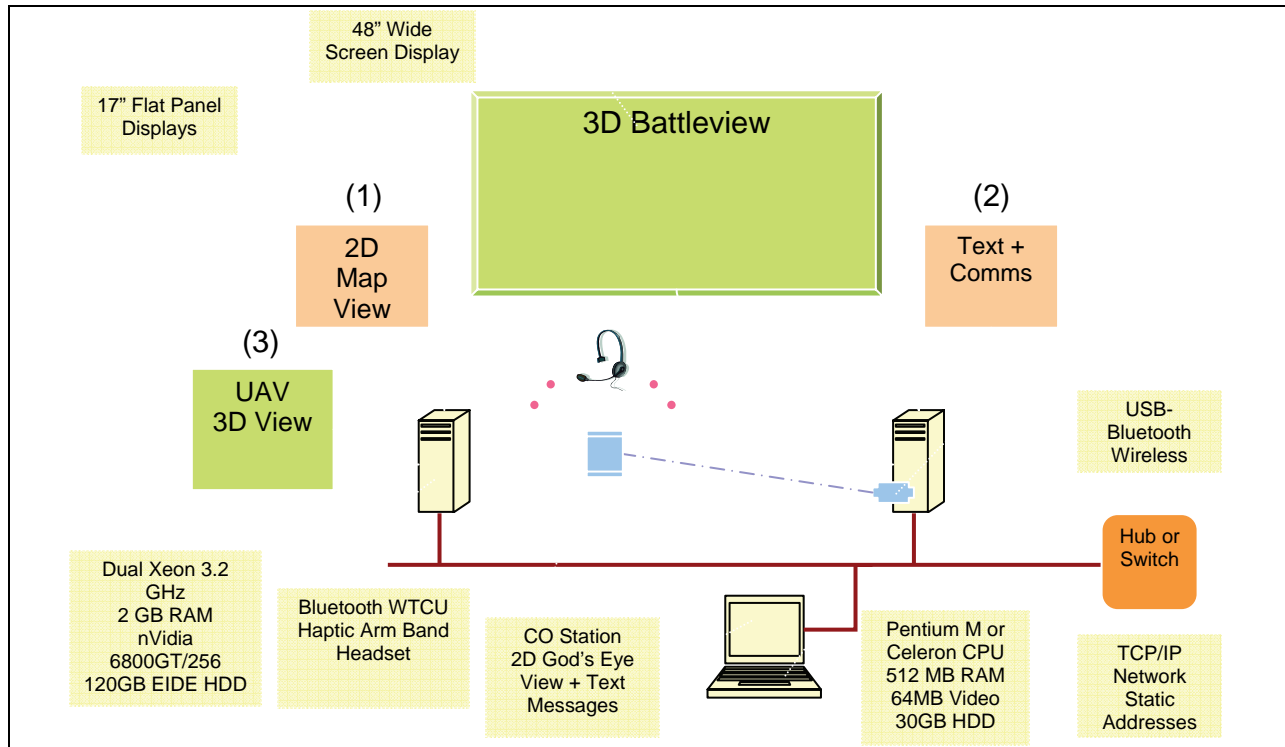 48” Wide
Screen Display
17” Flat Panel
Displays
3D Battleview
(1)
(2)
2D
Map
View
Text +
Comms
(3)
UAV
3D View
USB-
Bluetooth
Wireless
Hub or
Switch
Dual Xeon 3.2
GHz
2 GB RAM
nVidia
6800GT/256
120GB EIDE HDD
Bluetooth WTCU
Haptic Arm Band
Headset
CO Station
2D God’s Eye
View + Text
Messages
Pentium M or
Celeron CPU
512 MB RAM
64MB Video
30GB HDD
TCP/IP
Network
Static
Addresses